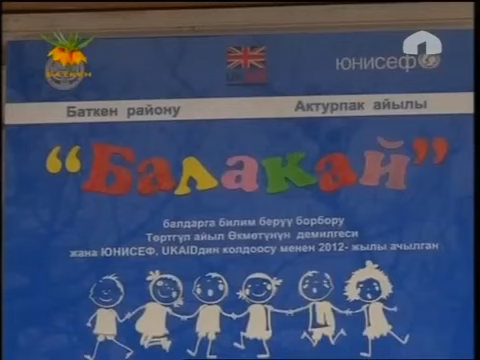 БАТКЕН
ЮНИСЕФ
Баткен району
Актурпак айылы
“Балакай”
балдарга билим берүү борбору
Төртгүл айыл Өкмөтүнүн демилгеси
жана ЮНИСЕФ, UKAIDдин колдоосу менен 2012- жылы ачылган